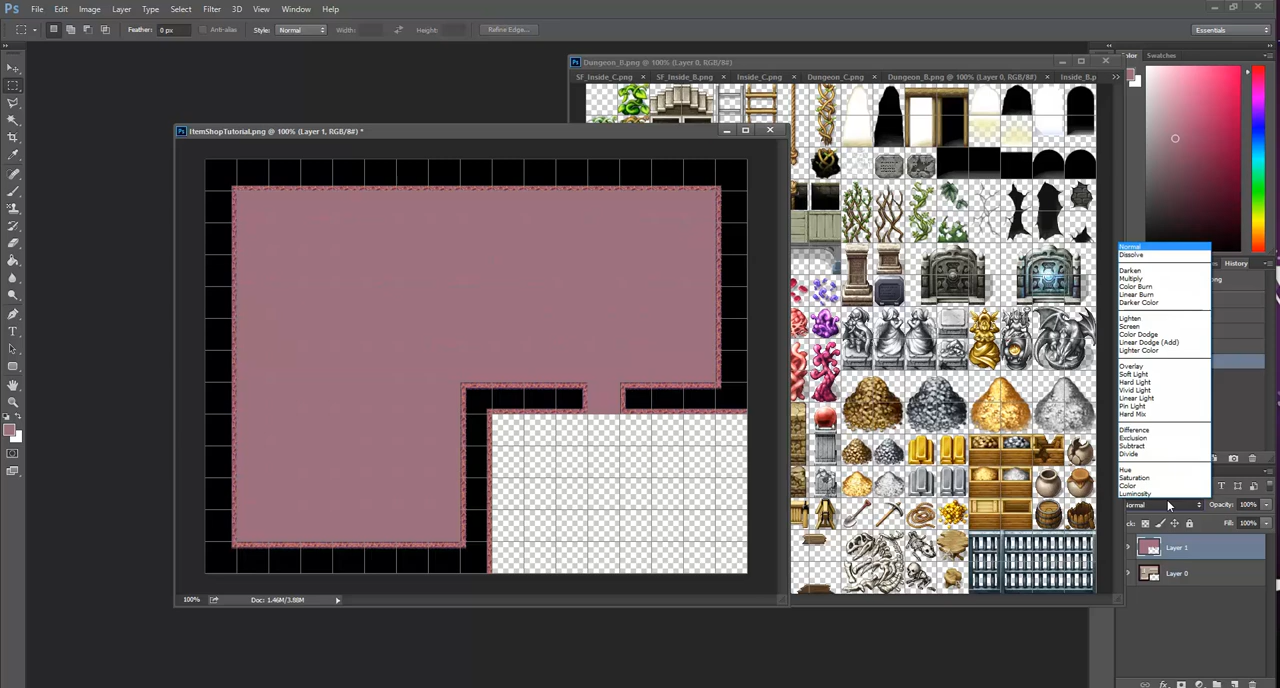 Ps File Edit Image Layer Type Select Filter 3D View Window Help
Feather: 0 px Anti-alias Style: Normal Width: Height: Refine Edge... Essentials
Dungeon_B.png @ 100% (Layer 0, RGB/8#)
SF_Inside_C.png × SF_Inside_B.png × Inside_C.png × Dungeon_C.png × Dungeon_B.png @ 100% (Layer 0, RGB/8#) × Inside_B.p
Swatches
ItemShopTutorial.png @ 100% (Layer 1, RGB/8#) *
History
Normal
Dissolve
Darken
Multiply
Color Burn
Linear Burn
Darker Color
Lighten
Screen
Color Dodge
Linear Dodge (Add)
Lighter Color
Overlay
Soft Light
Hard Light
Vivid Light
Linear Light
Pin Light
Hard Mix
Difference
Exclusion
Subtract
Divide
Hue
Saturation
Color
Luminosity
Opacity: 100%
Fill: 100%
Layer 1
Layer 0
100% Doc: 1.46M/3.88M